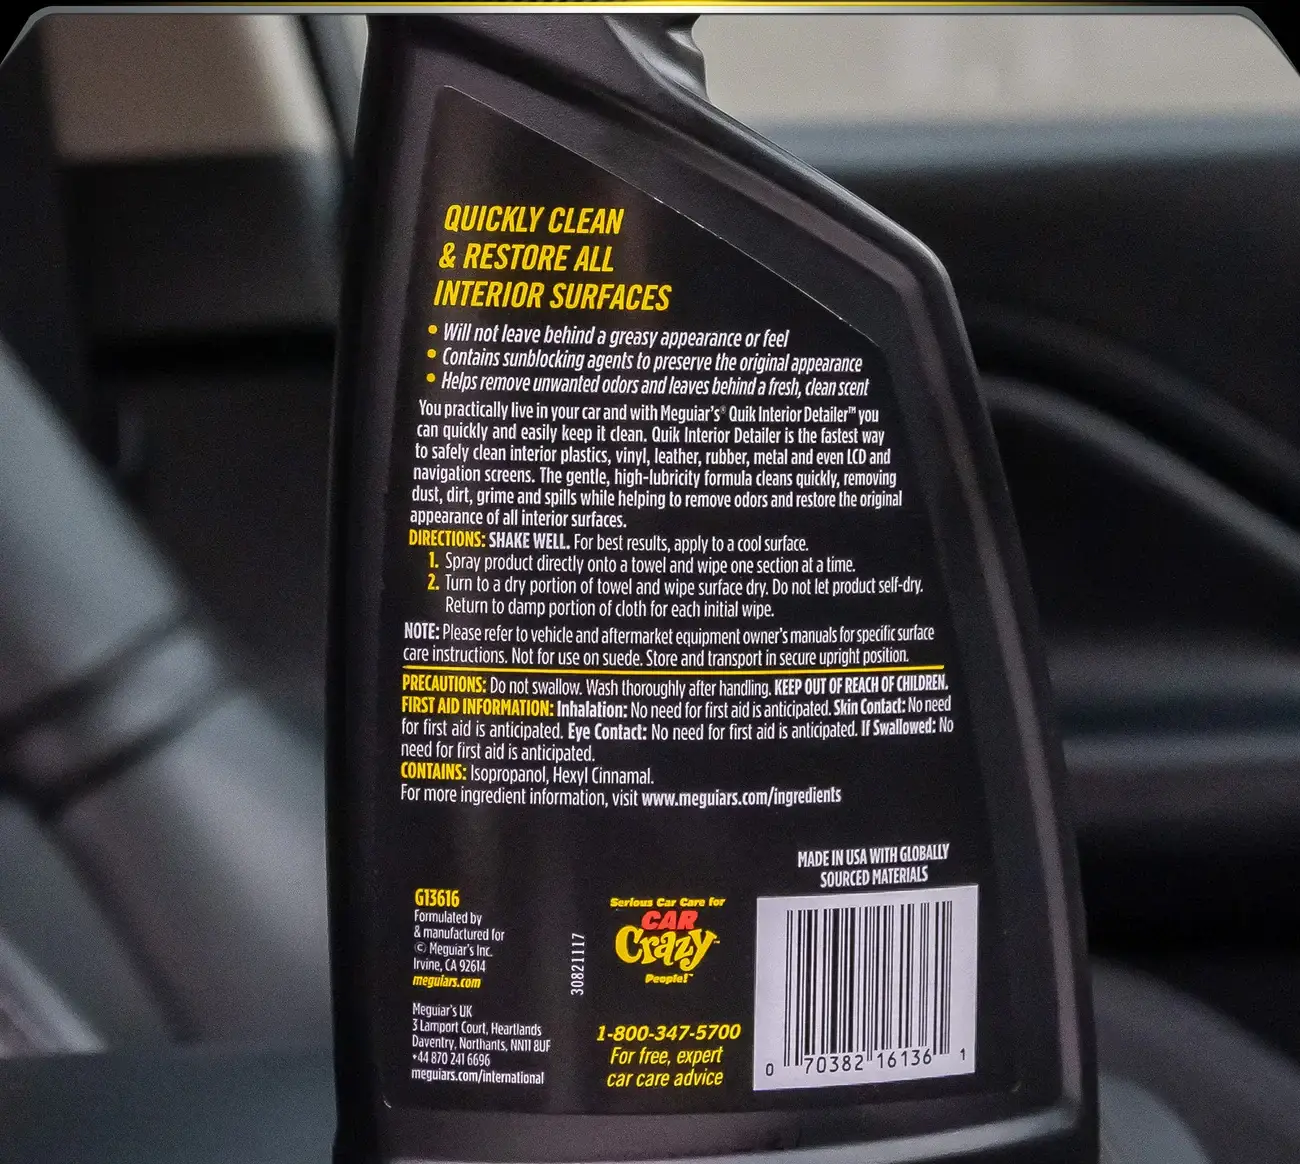 QUICKLY CLEAN
& RESTORE ALL
INTERIOR SURFACES
• Will not leave behind a greasy appearance or feel
• Contains sunblocking agents to preserve the original appearance
• Helps remove unwanted odors and leaves behind a fresh, clean scent
You practically live in your car and with Meguiar's® Quik Interior Detailer™ you
can quickly and easily keep it clean. Quik Interior Detailer is the fastest way
to safely clean interior plastics, vinyl, leather, rubber, metal and even LCD and
navigation screens. The gentle, high-lubricity formula cleans quickly, removing
dust, dirt, grime and spills while helping to remove odors and restore the original
appearance of all interior surfaces.
DIRECTIONS: SHAKE WELL. For best results, apply to a cool surface.
1. Spray product directly onto a towel and wipe one section at a time.
2. Turn to a dry portion of towel and wipe surface dry. Do not let product self-dry.
Return to damp portion of cloth for each initial wipe.
NOTE: Please refer to vehicle and aftermarket equipment owner's manuals for specific surface
care instructions. Not for use on suede. Store and transport in secure upright position.
PRECAUTIONS: Do not swallow. Wash thoroughly after handling. KEEP OUT OF REACH OF CHILDREN.
FIRST AID INFORMATION: Inhalation: No need for first aid is anticipated. Skin Contact: No need
for first aid is anticipated. Eye Contact: No need for first aid is anticipated. If Swallowed: No
need for first aid is anticipated.
CONTAINS: Isopropanol, Hexyl Cinnamal.
For more ingredient information, visit www.meguiars.com/ingredients
MADE IN USA WITH GLOBALLY
SOURCED MATERIALS
G13616
Formulated by
& manufactured for
© Meguiar's Inc.
Irvine, CA 92614
meguiars.com
Meguiar's UK
3 Lamport Court, Heartlands
Daventry, Northants, NN11 8UF
+44 870 241 6696
meguiars.com/international
30821117
Serious Car Care for
CAR
Crazy™
People!™
1-800-347-5700
For free, expert
car care advice
0 70382 16136 1